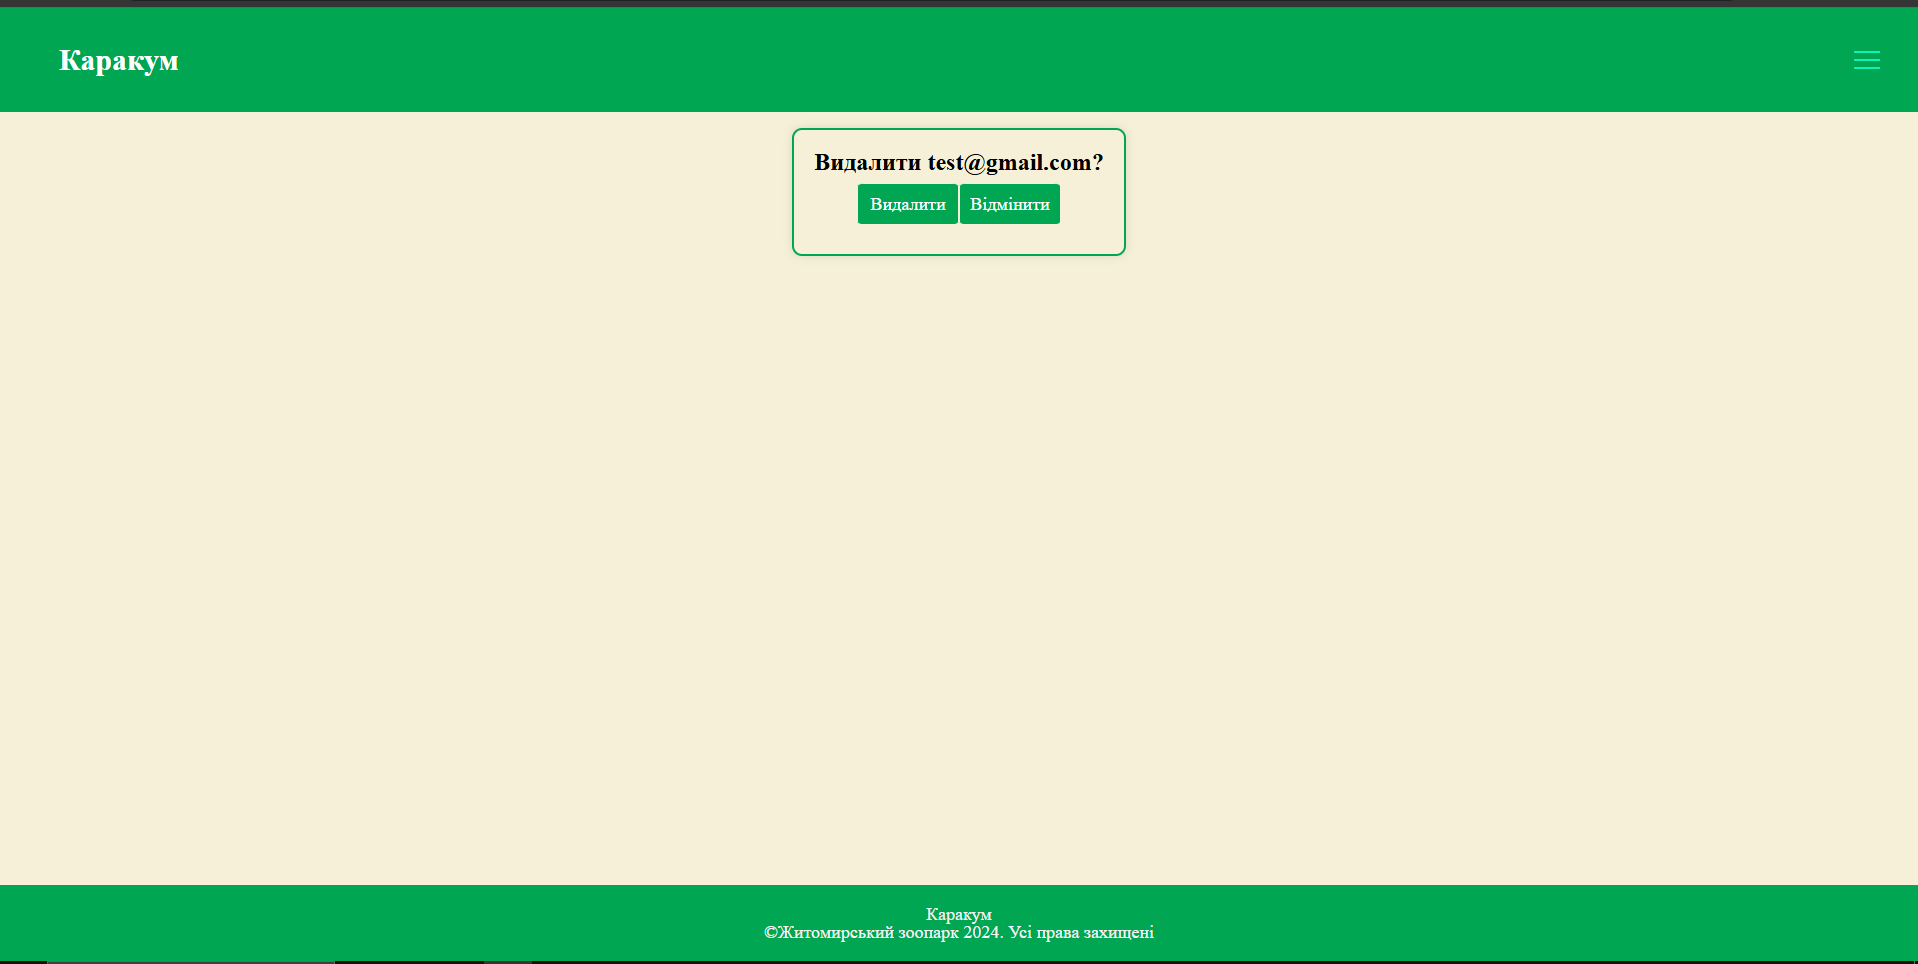 Каракум
Видалити test@gmail.com?
Видалити Відмінити
Каракум
©Житомирський зоопарк 2024. Усі права захищені